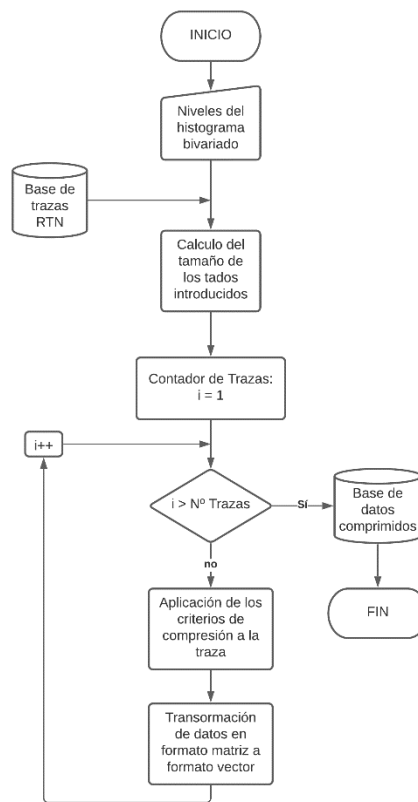 INICIO
Niveles del
histograma
bivariado
Base de
trazas
RTN
Calculo del
tamaño de
los tados
introducidos
Contador de Trazas:
i = 1
i++
i > Nº Trazas
Sí
Base de
datos
comprimidos
no
FIN
Aplicación de los
criterios de
compresión a la
traza
Transormación
de datos en
formato matriz a
formato vector